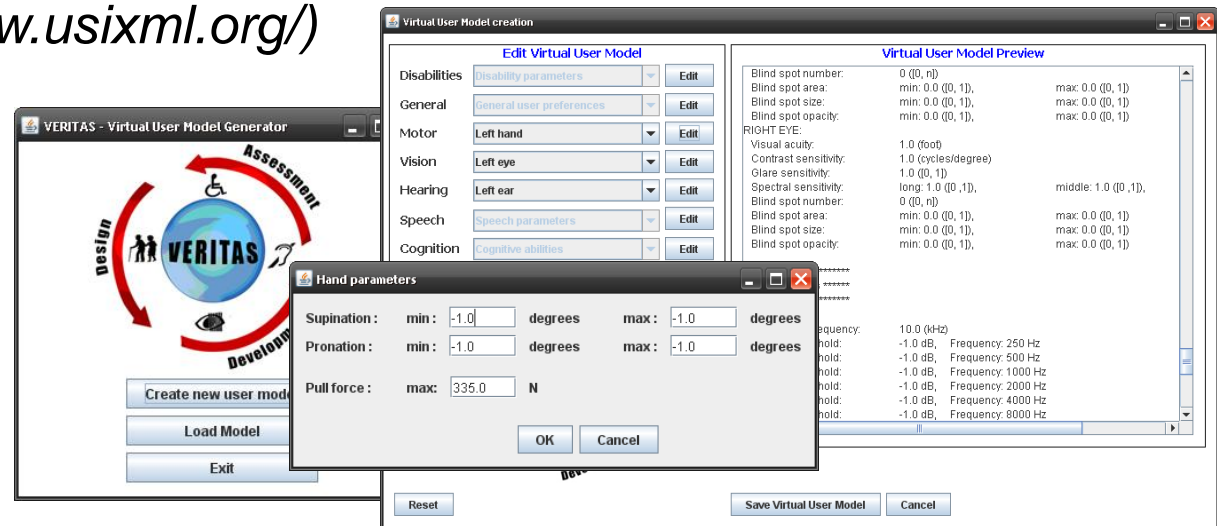 w.usixml.org/)
VERITAS - Virtual User Model Generator
Assessment
Design
VERITAS
Create new user mod
Load Model
Exit
Virtual User Model creation
Edit Virtual User Model
Disabilities Disability parameters Edit
General General user preferences Edit
Motor Left hand Edit
Vision Left eye Edit
Hearing Left ear Edit
Speech Speech parameters Edit
Cognition Cognitive abilities Edit
Virtual User Model Preview
Blind spot number: 0 ([0, n])
Blind spot area: min: 0.0 ([0, 1]), max: 0.0 ([0, 1])
Blind spot size: min: 0.0 ([0, 1]), max: 0.0 ([0, 1])
Blind spot opacity: min: 0.0 ([0, 1]), max: 0.0 ([0, 1])
RIGHT EYE:
Visual acuity: 1.0 (foot)
Contrast sensitivity: 1.0 (cycles/degree)
Glare sensitivity: 1.0 ([0, 1])
Spectral sensitivity: long: 1.0 ([0 ,1]), middle: 1.0 ([0 ,1]),
Blind spot number: 0 ([0, n])
Blind spot area: min: 0.0 ([0, 1]), max: 0.0 ([0, 1])
Blind spot size: min: 0.0 ([0, 1]), max: 0.0 ([0, 1])
Blind spot opacity: min: 0.0 ([0, 1]), max: 0.0 ([0, 1])
*******
******
*******
equency: 10.0 (kHz)
hold: -1.0 dB, Frequency: 250 Hz
hold: -1.0 dB, Frequency: 500 Hz
hold: -1.0 dB, Frequency: 1000 Hz
hold: -1.0 dB, Frequency: 2000 Hz
hold: -1.0 dB, Frequency: 4000 Hz
hold: -1.0 dB, Frequency: 8000 Hz
Hand parameters
Supination : min : -1.0 degrees max : -1.0 degrees
Pronation : min : -1.0 degrees max : -1.0 degrees
Pull force : max: 335.0 N
OK Cancel
Reset
Save Virtual User Model Cancel